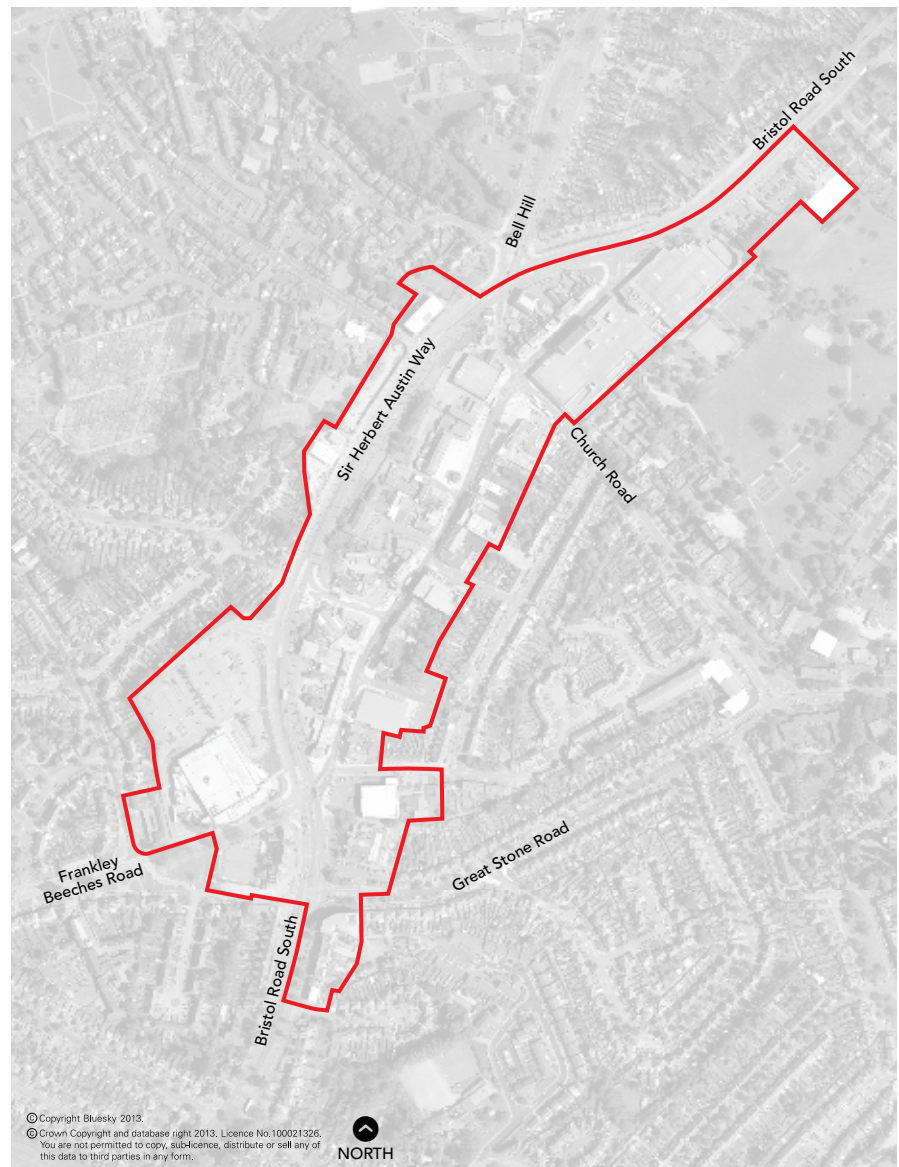 Bristol Road South
Bell Hill
Sir Herbert Austin Way
Church Road
Great Stone Road
Frankley
Beeches Road
Bristol Road South
© Copyright Bluesky 2013.
© Crown Copyright and database right 2013. Licence No.100021326.
You are not permitted to copy, sub-licence, distribute or sell any of
this data to third parties in any form.
NORTH